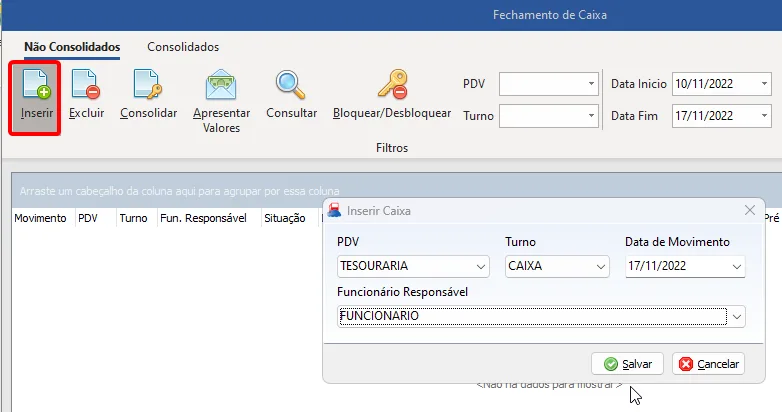 Fechamento de Caixa
Não Consolidados Consolidados
Inserir Excluir Consolidar Apresentar Valores Consultar Bloquear/Desbloquear
PDV
Turno
Data Inicio 10/11/2022
Data Fim 17/11/2022
Filtros
Arraste um cabeçalho da coluna aqui para agrupar por essa coluna
Movimento PDV Turno Fun. Responsável Situação Pré
Inserir Caixa
PDV Turno Data de Movimento
TESOURARIA CAIXA 17/11/2022
Funcionário Responsável
FUNCIONARIO
Salvar Cancelar
<Não há dados para mostrar>